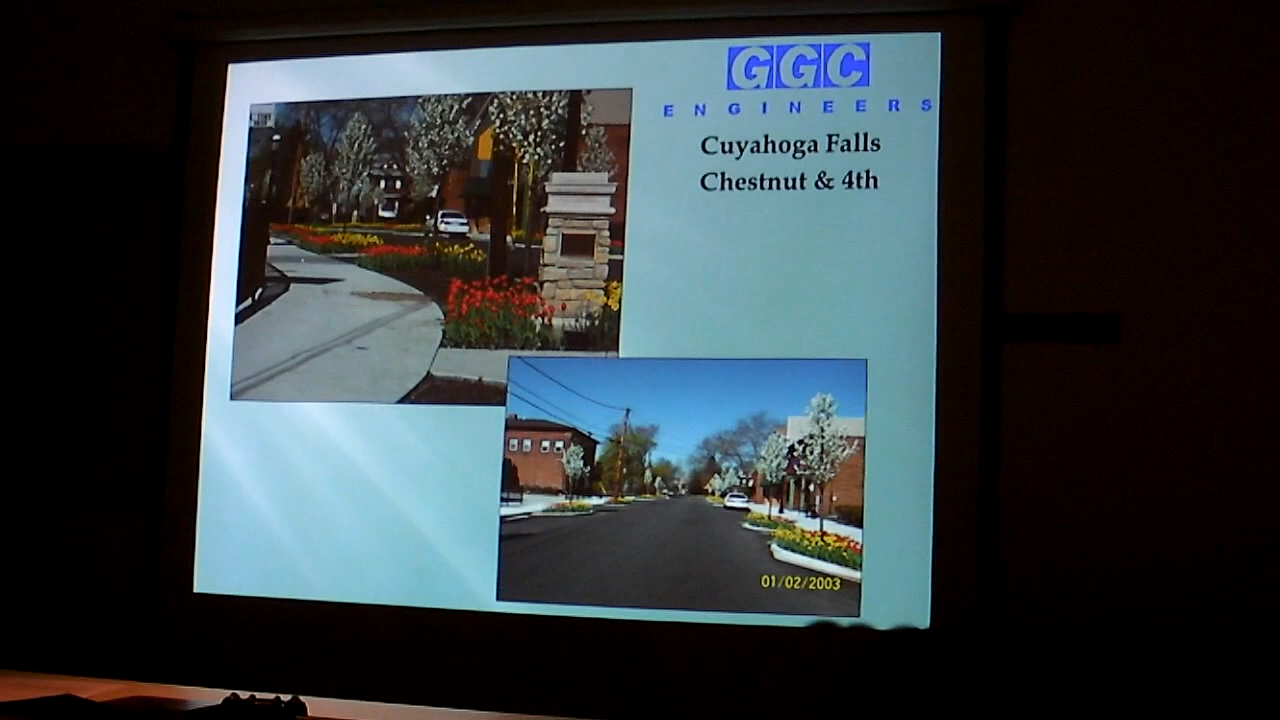 GGC
ENGINEERS
Cuyahoga Falls
Chestnut & 4th
01/02/2003